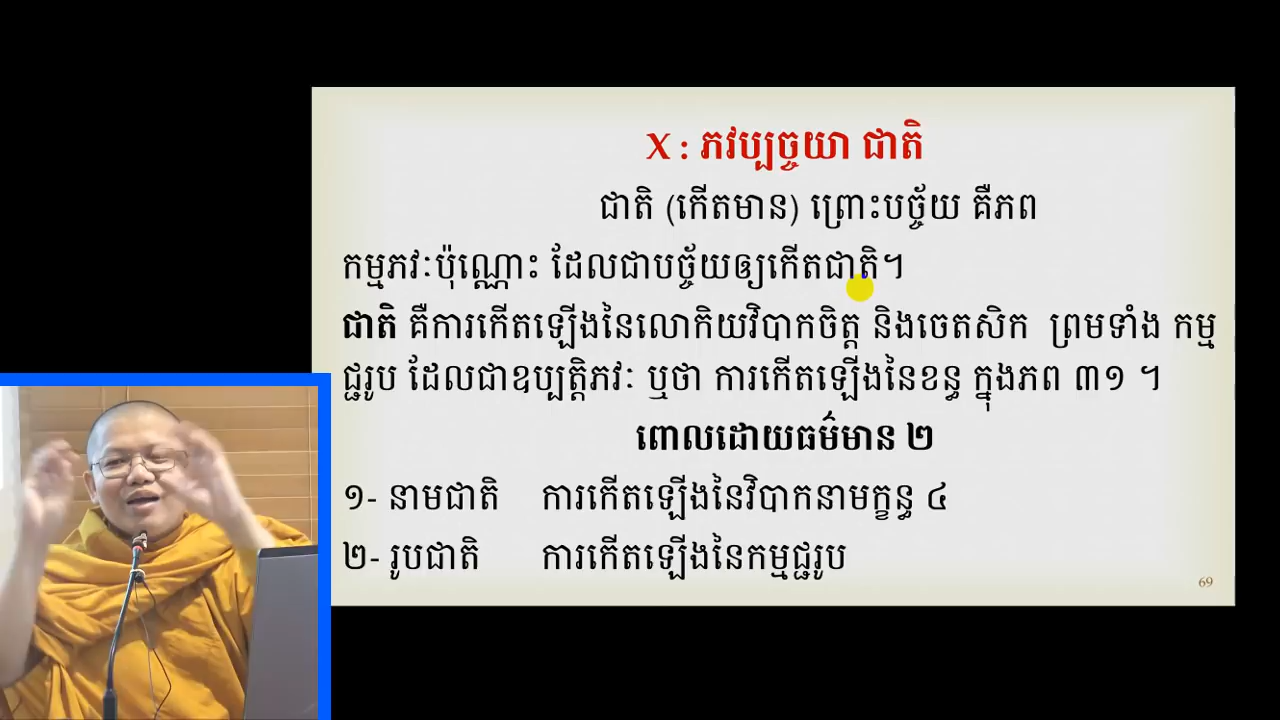 X : ភវប្បច្ចយា ជាតិ
ជាតិ (កើតមាន) ព្រោះបច្ច័យ គឺភព
កម្មភវៈប៉ុណ្ណោះ ដែលជាបច្ច័យឲ្យកើតជាតិ។
ជាតិ គឺការកើតឡើងនៃលោកិយវិបាកចិត្ត និងចេតសិក ព្រមទាំង កម្ម
ជ្ជរូប ដែលជាឧប្បត្តិភវៈ ឬថា ការកើតឡើងនៃខន្ធ ក្នុងភព ៣១ ។
ពោលដោយធម៌មាន ២
១- នាមជាតិ ការកើតឡើងនៃវិបាកនាមក្ខន្ធ ៤
២- រូបជាតិ ការកើតឡើងនៃកម្មជ្ជរូប
69